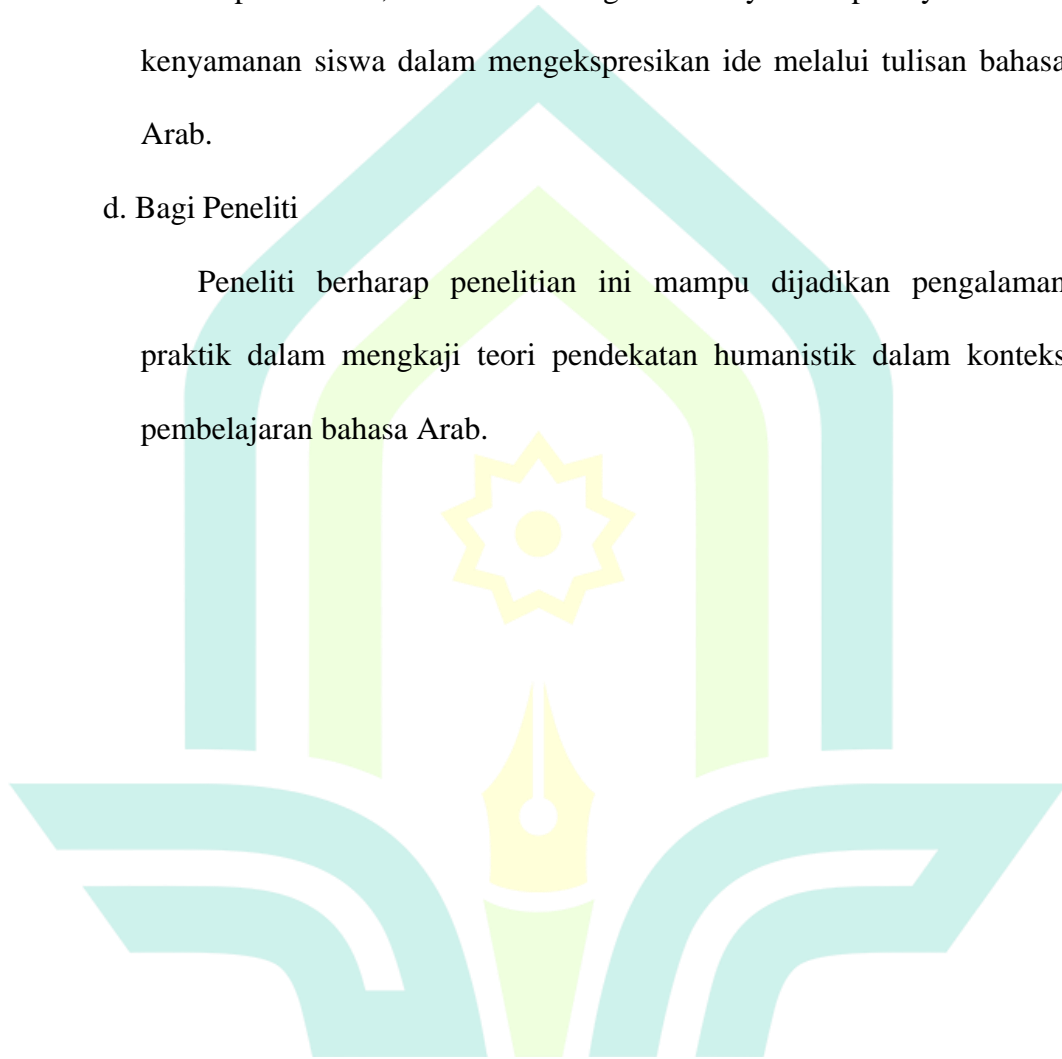 kenyamanan siswa dalam mengekspresikan ide melalui tulisan bahasa
Arab.
d. Bagi Peneliti
Peneliti berharap penelitian ini mampu dijadikan pengalaman
praktik dalam mengkaji teori pendekatan humanistik dalam konteks
pembelajaran bahasa Arab.